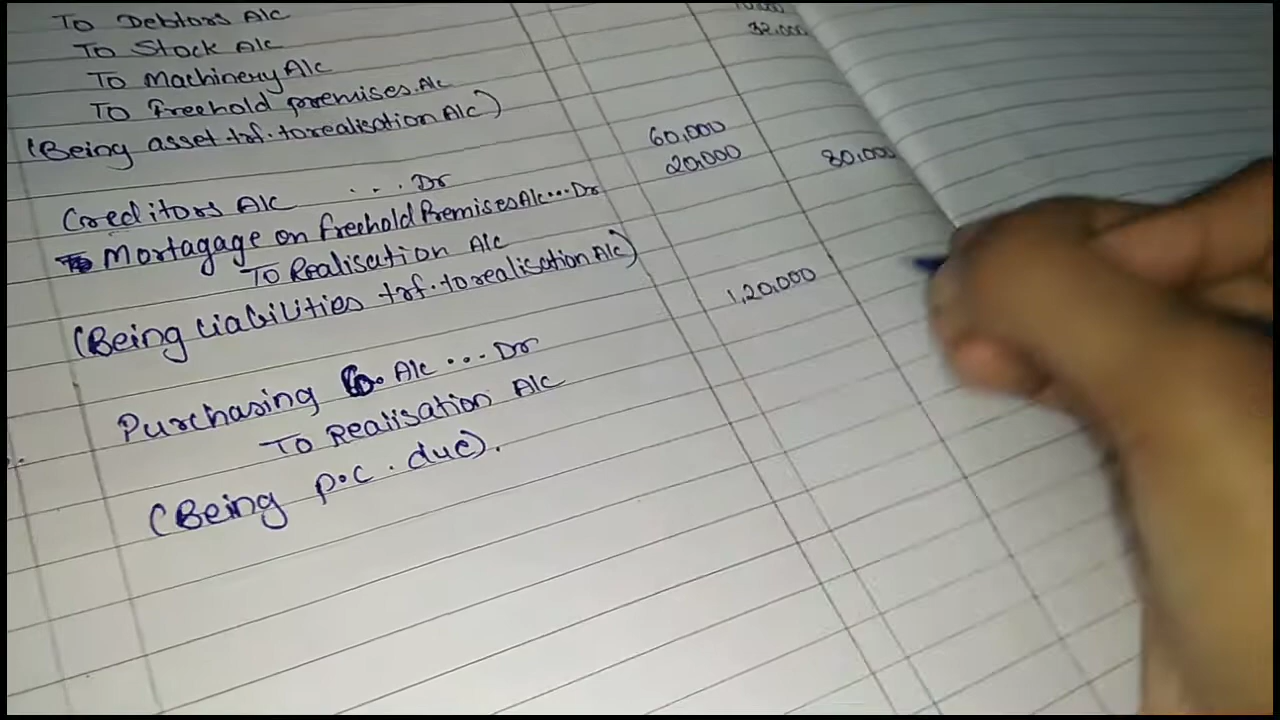 To Debtors A/c
To Stock A/c 32,000
To Machinery A/c
To Freehold premises. A/c
(Being asset trf. to realisation A/c)
Creditors A/c ... Dr 60,000
Mortagage on freehold Premises A/c ... Dr 20,000
To Realisation A/c 80,000
(Being liabilities trf. to realisation A/c)
Purchasing Co. A/c ... Dr 1,20,000
To Realisation A/c
(Being p.c. due).